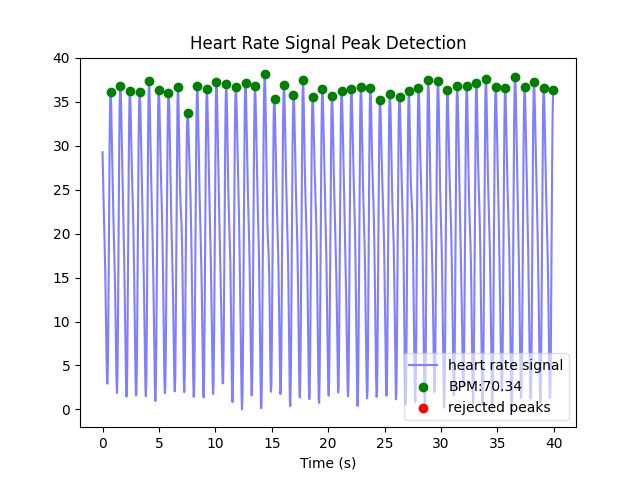 Heart Rate Signal Peak Detection
40
35
30
25
20
15
10
5
0
heart rate signal
BPM:70.34
rejected peaks
0 5 10 15 20 25 30 35 40
Time (s)